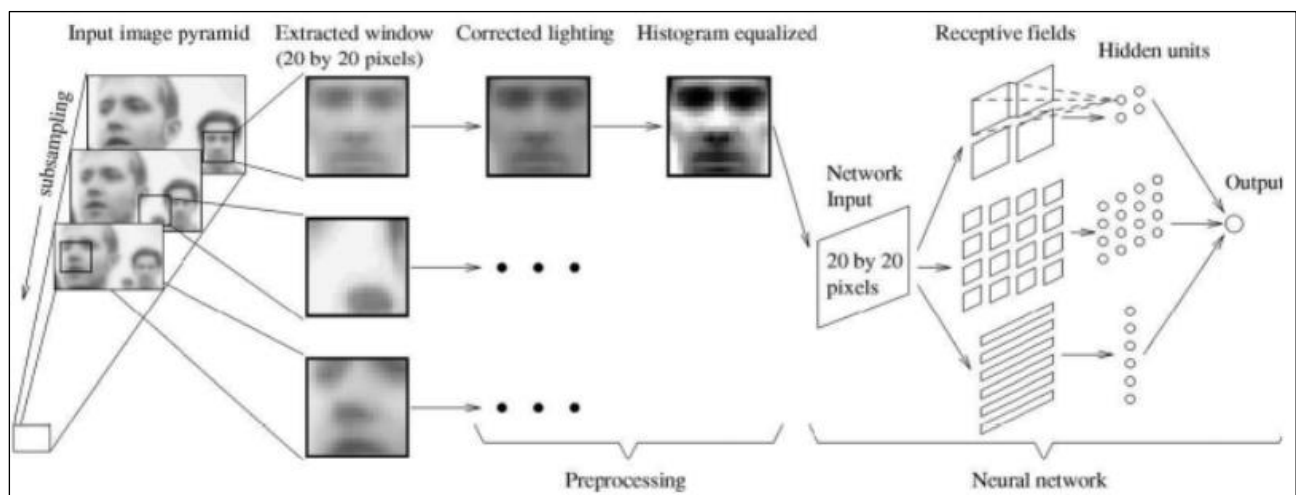 Input image pyramid
Extracted window
(20 by 20 pixels)
Corrected lighting
Histogram equalized
Receptive fields
Hidden units
subsampling
Network
Input
20 by 20
pixels
Output
Preprocessing
Neural network